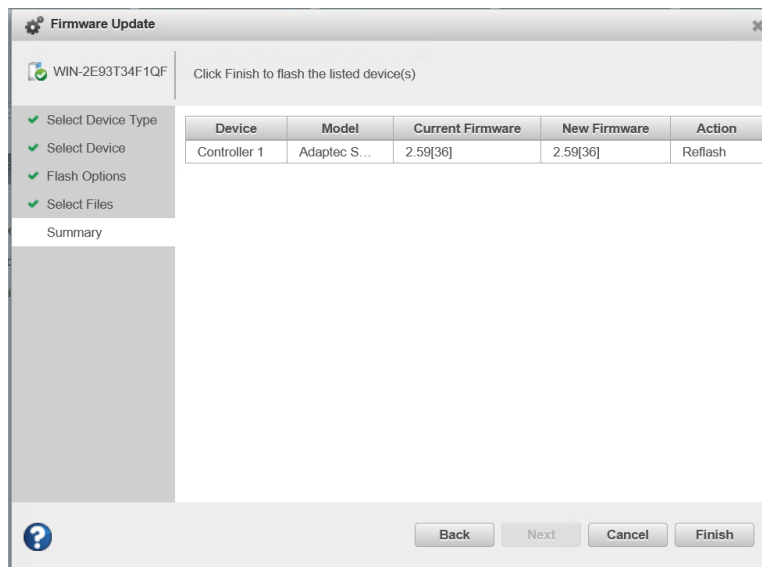 Firmware Update
WIN-2E93T34F1QF
Click Finish to flash the listed device(s)
Select Device Type
Select Device
Flash Options
Select Files
Summary
Device Model Current Firmware New Firmware Action
Controller 1 Adaptec S... 2.59[36] 2.59[36] Reflash
? Back Next Cancel Finish